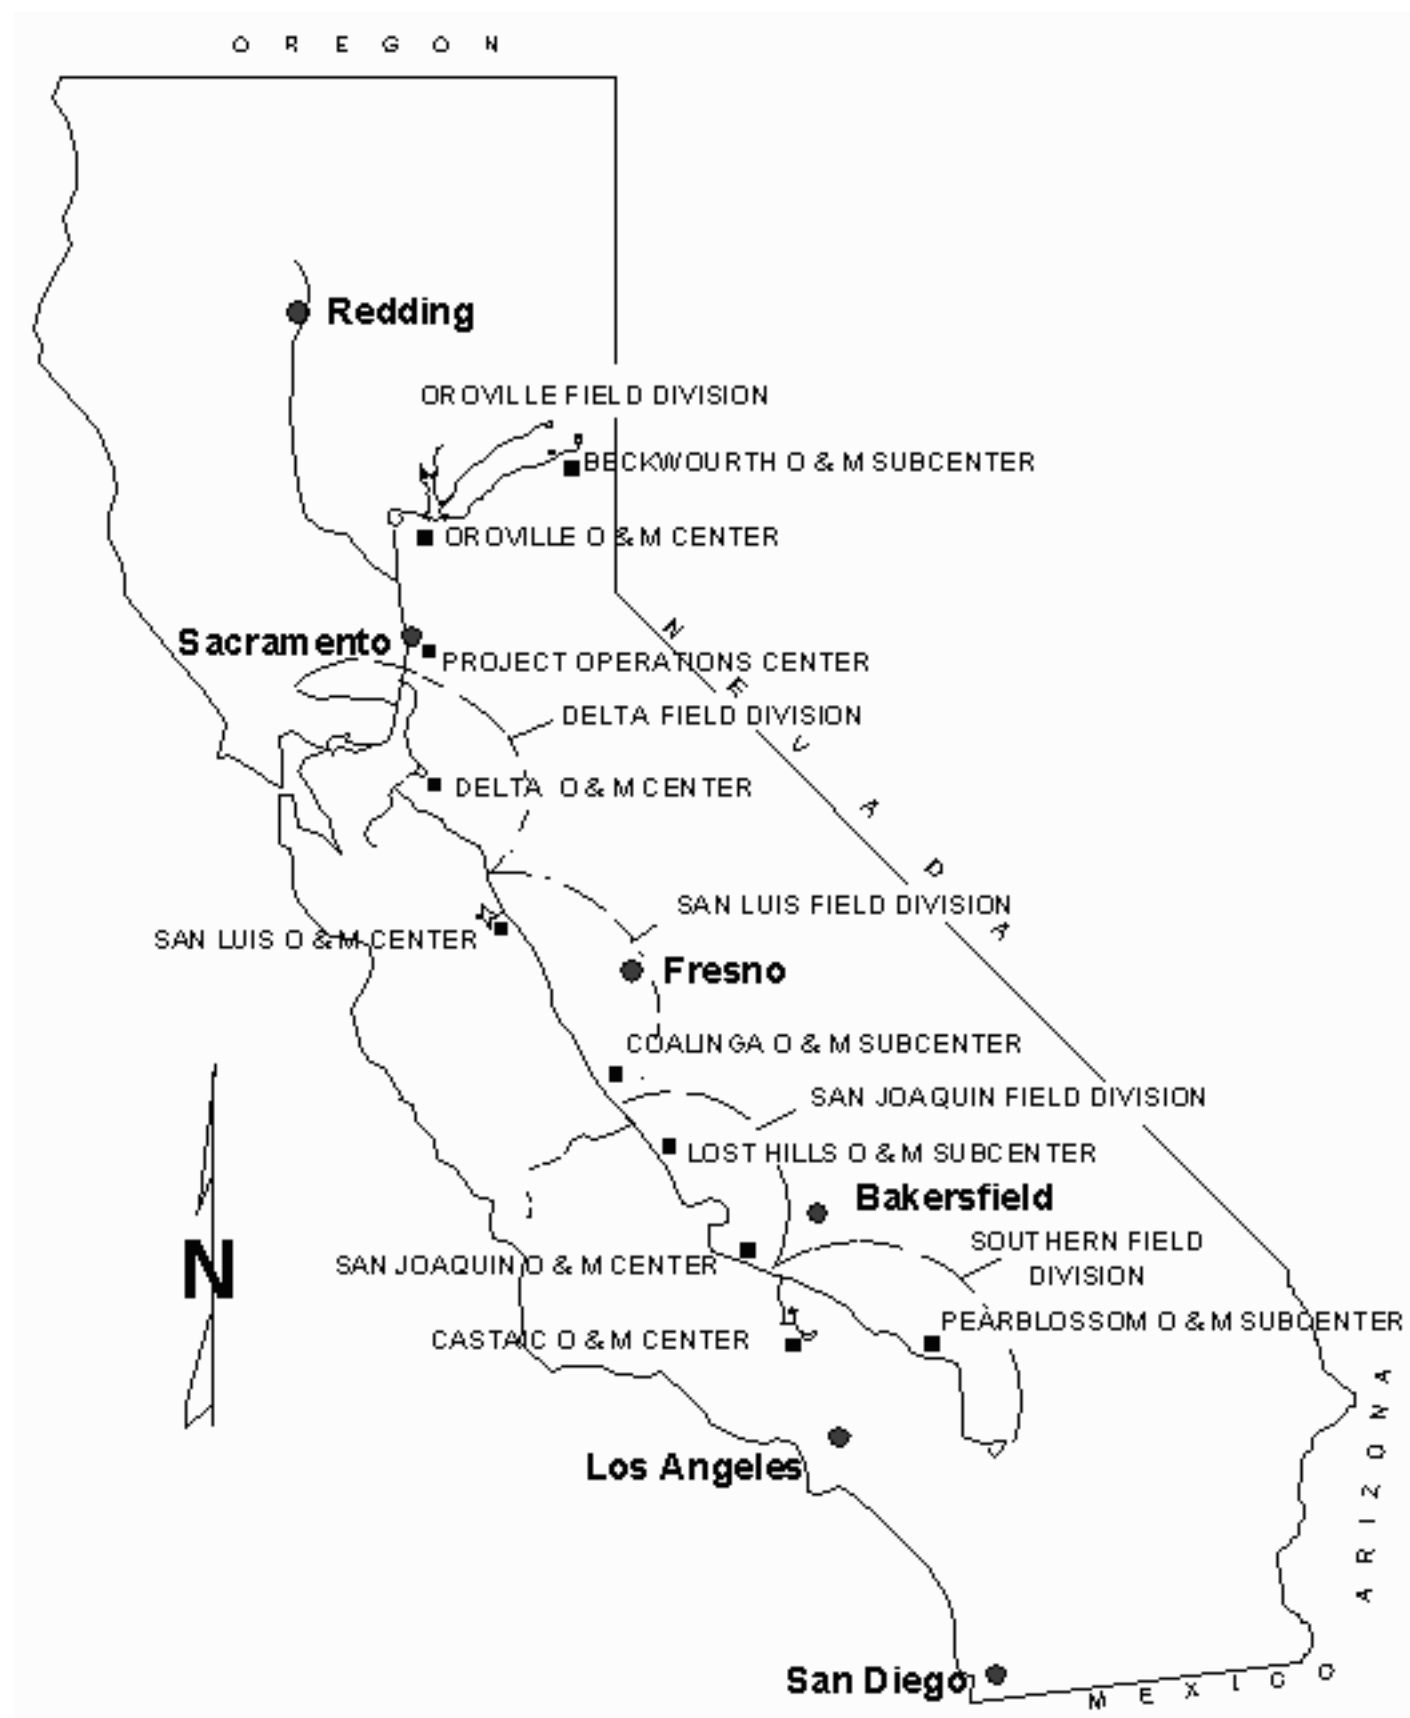 OREGON
Redding
OROVILLE FIELD DIVISION
BECKWOURTH O & M SUBCENTER
OROVILLE O & M CENTER
NEVADA
Sacramento
PROJECT OPERATIONS CENTER
DELTA FIELD DIVISION
DELTA O & M CENTER
SAN LUIS FIELD DIVISION
SAN LUIS O & M CENTER
Fresno
COALINGA O & M SUBCENTER
SAN JOAQUIN FIELD DIVISION
LOST HILLS O & M SUBCENTER
Bakersfield
SOUTHERN FIELD
DIVISION
SAN JOAQUIN O & M CENTER
N
PEARBLOSSOM O & M SUBCENTER
CASTAIC O & M CENTER
ARIZONA
Los Angeles
San Diego
MEXICO